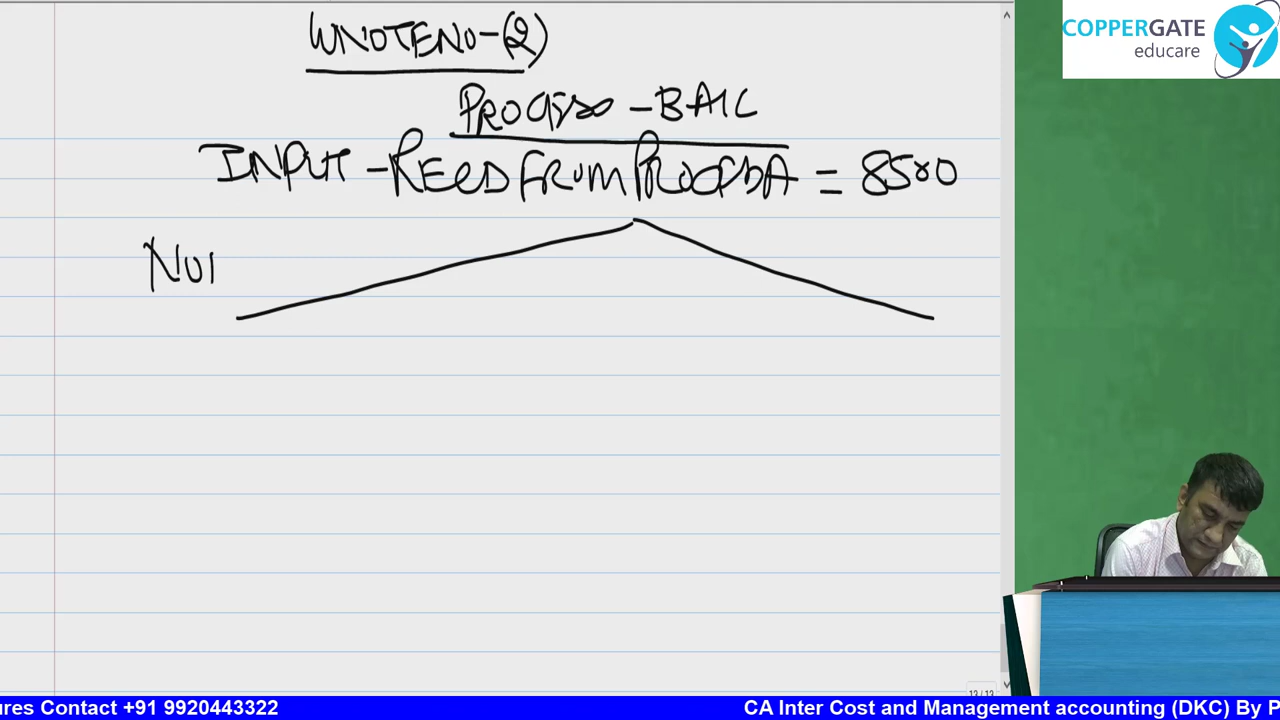 WNOTENO-(2)
COPPERGATE
educare
PROCESS - B A/C
INPUT - RECD FROM PROCESS A = 8500
ures Contact +91 9920443322
CA Inter Cost and Management accounting (DKC) By P